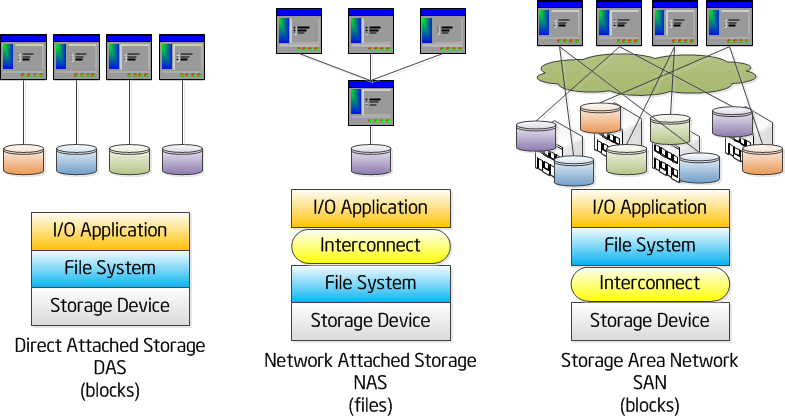 I/O Application
File System
Storage Device
Direct Attached Storage
DAS
(blocks)
I/O Application
Interconnect
File System
Storage Device
Network Attached Storage
NAS
(files)
I/O Application
File System
Interconnect
Storage Device
Storage Area Network
SAN
(blocks)